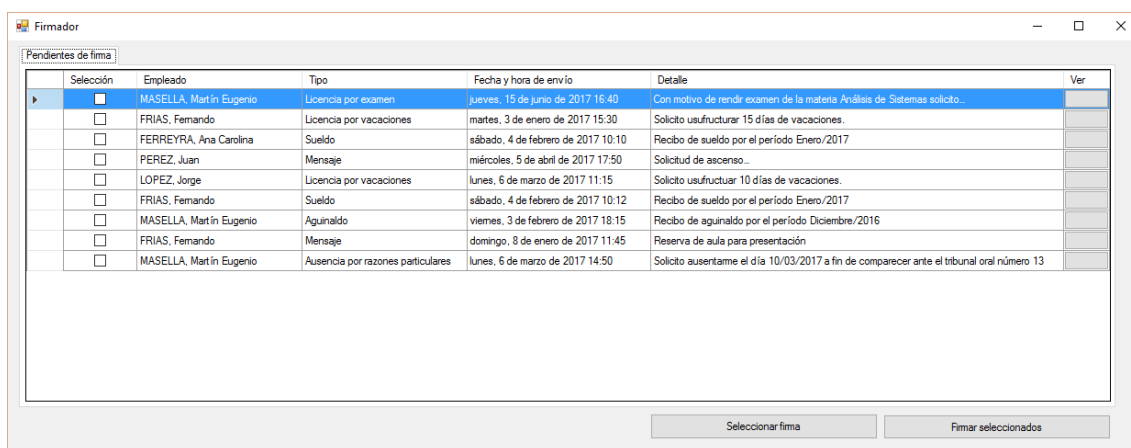 Firmador
Pendientes de firma
Selección Empleado Tipo Fecha y hora de envío Detalle Ver
MASELLA, Martín Eugenio Licencia por examen jueves, 15 de junio de 2017 16:40 Con motivo de rendir examen de la materia Análisis de Sistemas solicito...
FRIAS, Fernando Licencia por vacaciones martes, 3 de enero de 2017 15:30 Solicito usufructurar 15 días de vacaciones.
FERREYRA, Ana Carolina Sueldo sábado, 4 de febrero de 2017 10:10 Recibo de sueldo por el período Enero/2017
PEREZ, Juan Mensaje miércoles, 5 de abril de 2017 17:50 Solicitud de ascenso...
LOPEZ, Jorge Licencia por vacaciones lunes, 6 de marzo de 2017 11:15 Solicito usufructuar 10 días de vacaciones.
FRIAS, Fernando Sueldo sábado, 4 de febrero de 2017 10:12 Recibo de sueldo por el período Enero/2017
MASELLA, Martín Eugenio Aguinaldo viernes, 3 de febrero de 2017 18:15 Recibo de aguinaldo por el período Diciembre/2016
FRIAS, Fernando Mensaje domingo, 8 de enero de 2017 11:45 Reserva de aula para presentación
MASELLA, Martín Eugenio Ausencia por razones particulares lunes, 6 de marzo de 2017 14:50 Solicito ausentarme el día 10/03/2017 a fin de comparecer ante el tribunal oral número 13
Seleccionar firma Firmar seleccionados